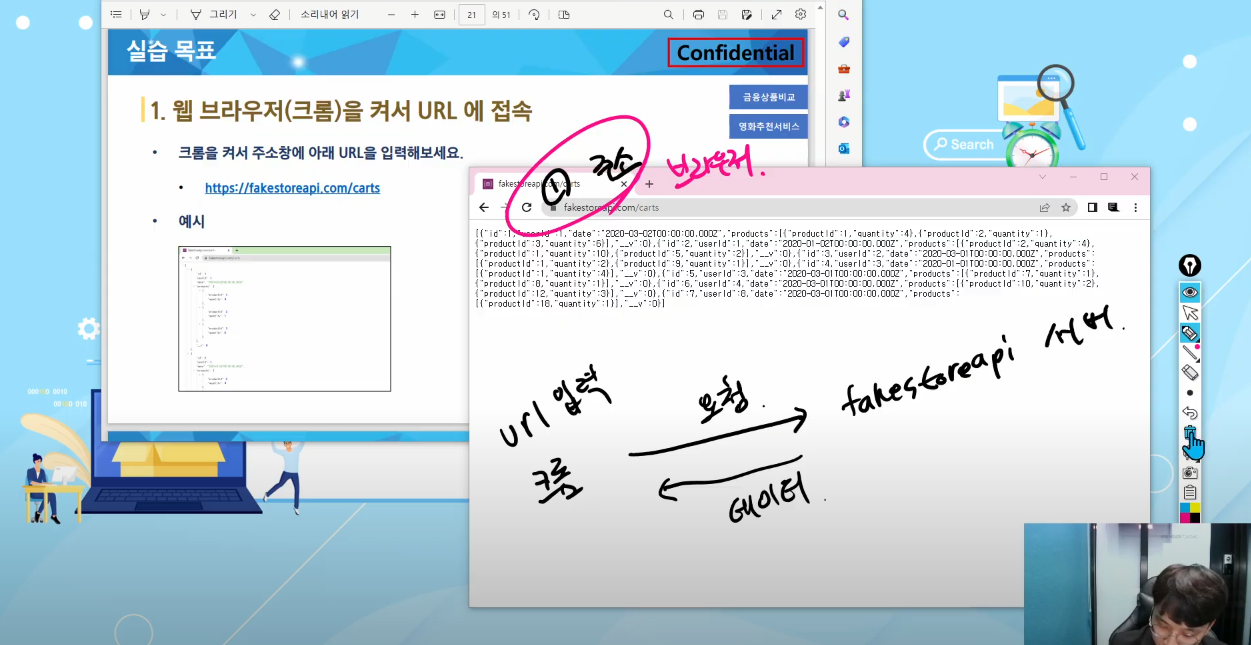 그리기
소리내어 읽기
21
의 51
실습 목표
Confidential
1. 웹 브라우저(크롬)을 켜서 URL 에 접속
금융상품비교
영화추천서비스
• 크롬을 켜서 주소창에 아래 URL을 입력해보세요.
• https://fakestoreapi.com/carts
• 예시
Search
① 주소
브라우저.
fakestoreapi.com/carts
fakestoreapi.com/carts
[{"id":1,"userId":1,"date":"2020-03-02T00:00:00.000Z","products":[{"productId":1,"quantity":4},{"productId":2,"quantity":1},
{"productId":3,"quantity":6}],"__v":0},{"id":2,"userId":1,"date":"2020-01-02T00:00:00.000Z","products":[{"productId":2,"quantity":4},
{"productId":1,"quantity":10},{"productId":5,"quantity":2}],"__v":0},{"id":3,"userId":2,"date":"2020-03-01T00:00:00.000Z","products":
[{"productId":1,"quantity":2},{"productId":9,"quantity":1}],"__v":0},{"id":4,"userId":3,"date":"2020-01-01T00:00:00.000Z","products":
[{"productId":1,"quantity":4}],"__v":0},{"id":5,"userId":3,"date":"2020-03-01T00:00:00.000Z","products":[{"productId":7,"quantity":1},
{"productId":8,"quantity":1}],"__v":0},{"id":6,"userId":4,"date":"2020-03-01T00:00:00.000Z","products":[{"productId":10,"quantity":2},
{"productId":12,"quantity":3}],"__v":0},{"id":7,"userId":8,"date":"2020-03-01T00:00:00.000Z","products":
[{"productId":18,"quantity":1}],"__v":0}]
url 입력
요청.
fakestoreapi 서버.
크롬
데이터.